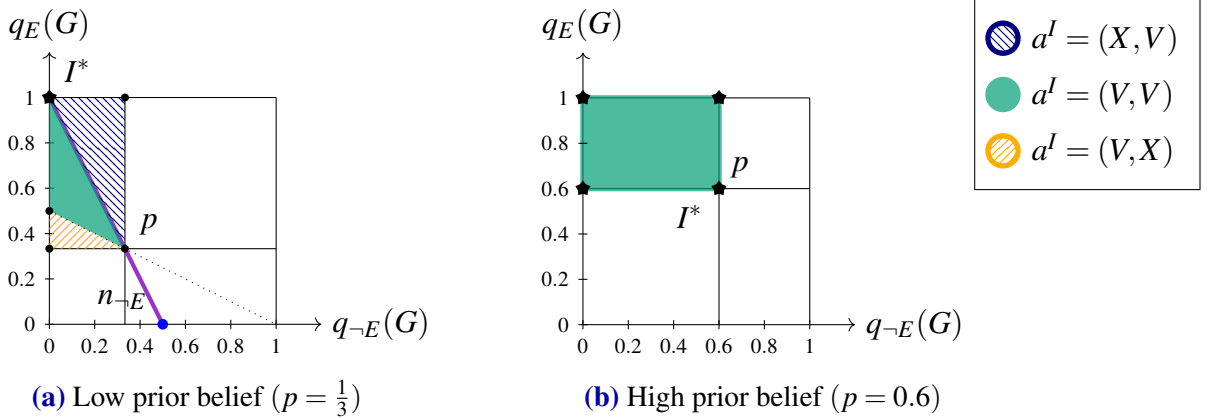 q_E(G)
I*
1
0.8
0.6
0.4
0.2
0
p
n_¬E
0 0.2 0.4 0.6 0.8 1
q_¬E(G)
(a) Low prior belief (p = 1/3)
q_E(G)
1
0.8
0.6
0.4
0.2
0
p
I*
0 0.2 0.4 0.6 0.8 1
q_¬E(G)
(b) High prior belief (p = 0.6)
a^I = (X,V)
a^I = (V,V)
a^I = (V,X)